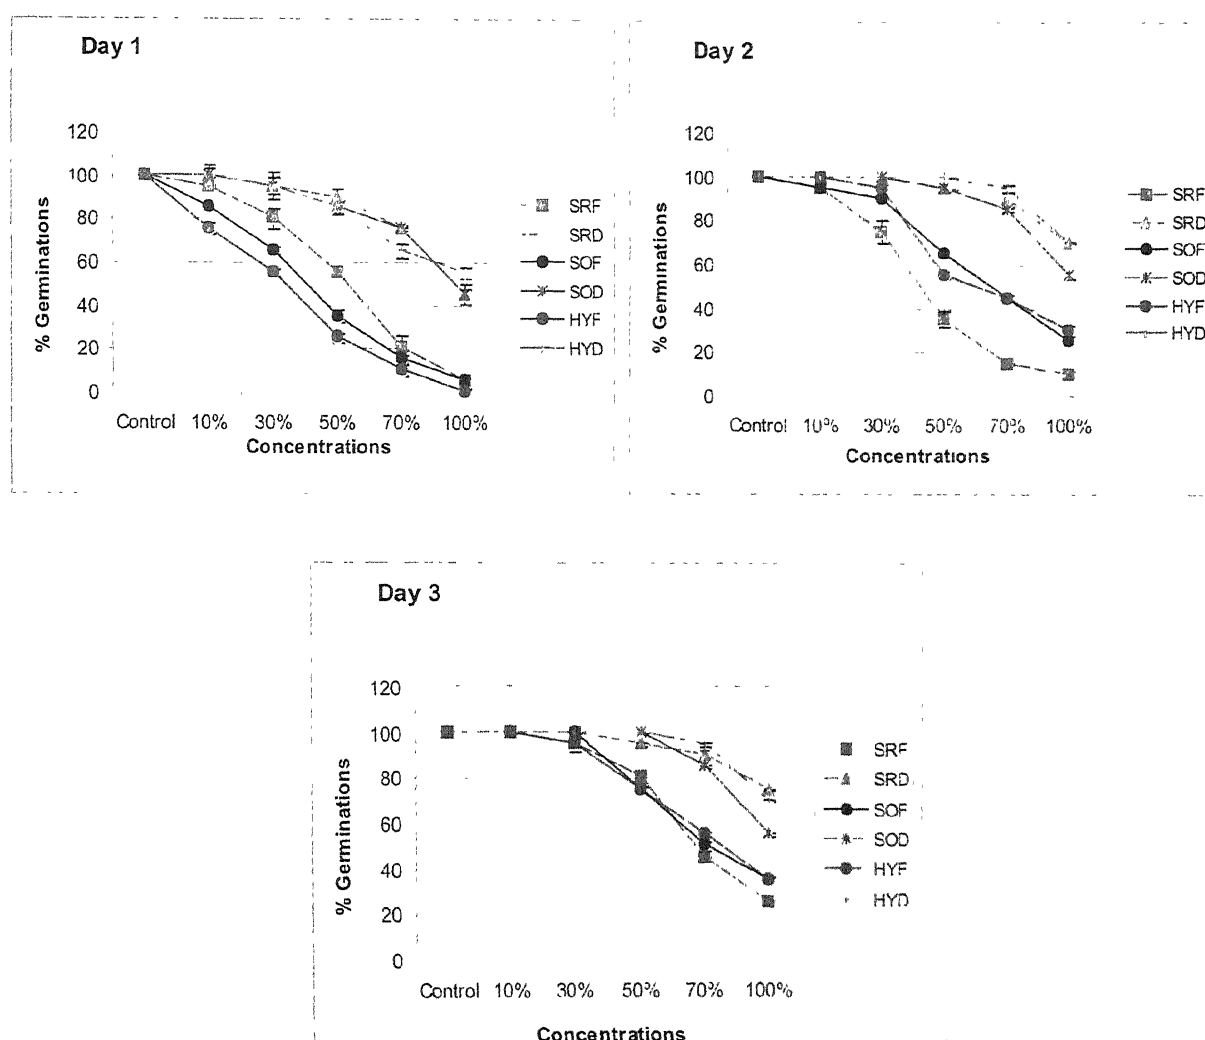 Day 1
120
100
80
60
40
20
0
% Germinations
Control 10% 30% 50% 70% 100%
Concentrations
SRF
SRD
SOF
SOD
HYF
HYD
Day 2
120
100
80
60
40
20
0
% Germinations
Control 10% 30% 50% 70% 100%
Concentrations
SRF
SRD
SOF
SOD
HYF
HYD
Day 3
120
100
80
60
40
20
0
% Germinations
Control 10% 30% 50% 70% 100%
Concentrations
SRF
SRD
SOF
SOD
HYF
HYD